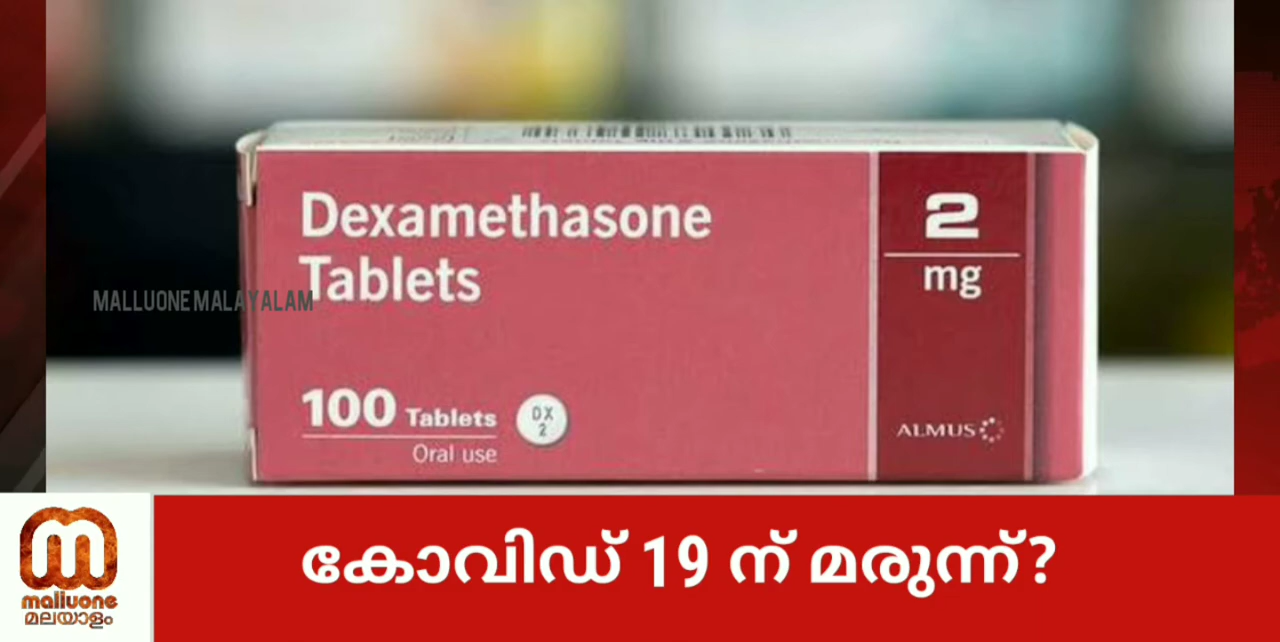 Dexamethasone
Tablets
2
mg
MALLUONE MALAYALAM
100 Tablets
Oral use
DX
2
ALMUS
കോവിഡ് 19 ന് മരുന്ന്?
malluone
മലയാളം